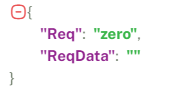 {
"Req": "zero",
"ReqData": ""
}